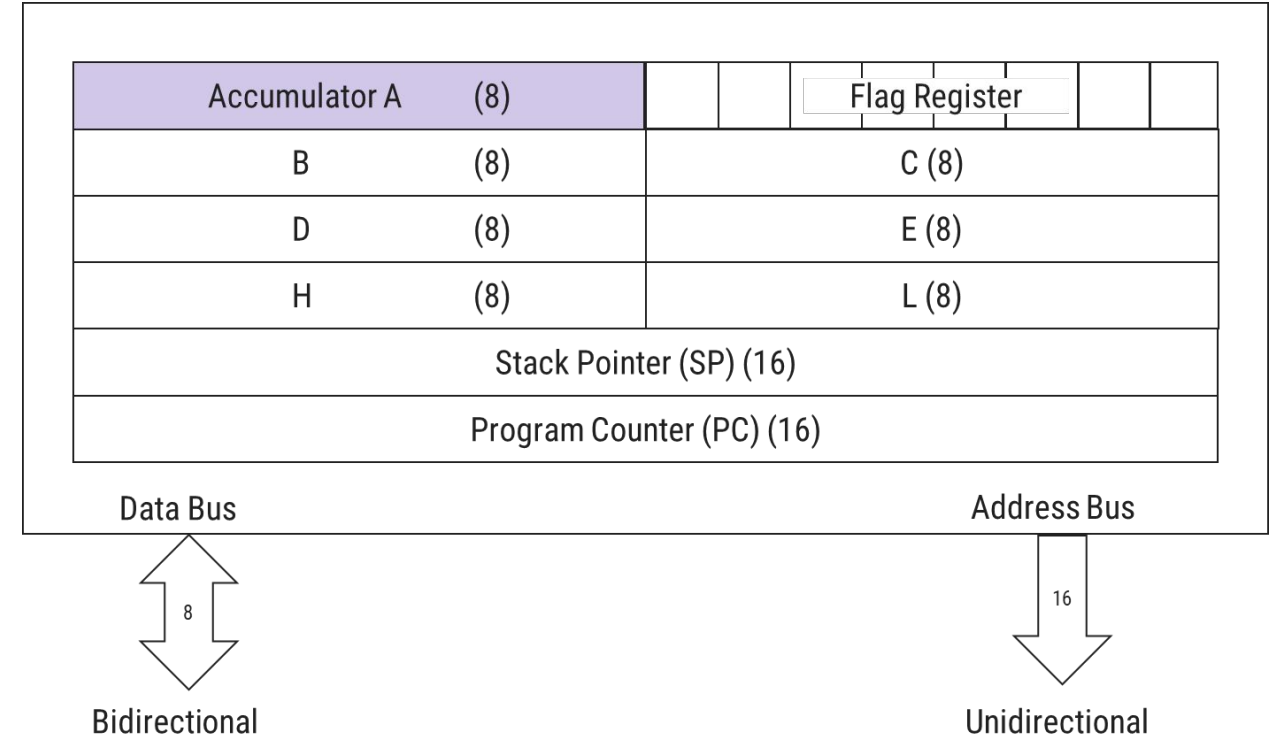 Accumulator A (8) Flag Register
B (8) C (8)
D (8) E (8)
H (8) L (8)
Stack Pointer (SP) (16)
Program Counter (PC) (16)
Data Bus Address Bus
8 16
Bidirectional Unidirectional